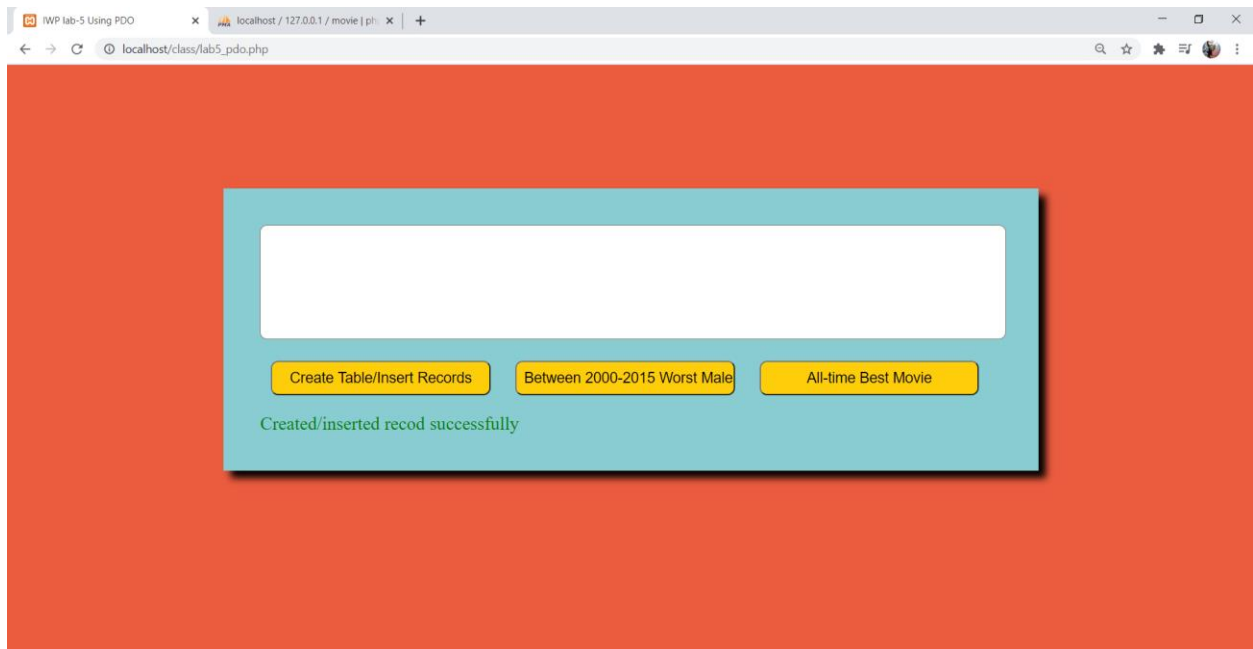 IWP lab-5 Using PDO
localhost / 127.0.0.1 / movie | ph
localhost/class/lab5_pdo.php
Create Table/Insert Records
Between 2000-2015 Worst Male
All-time Best Movie
Created/inserted recod successfully